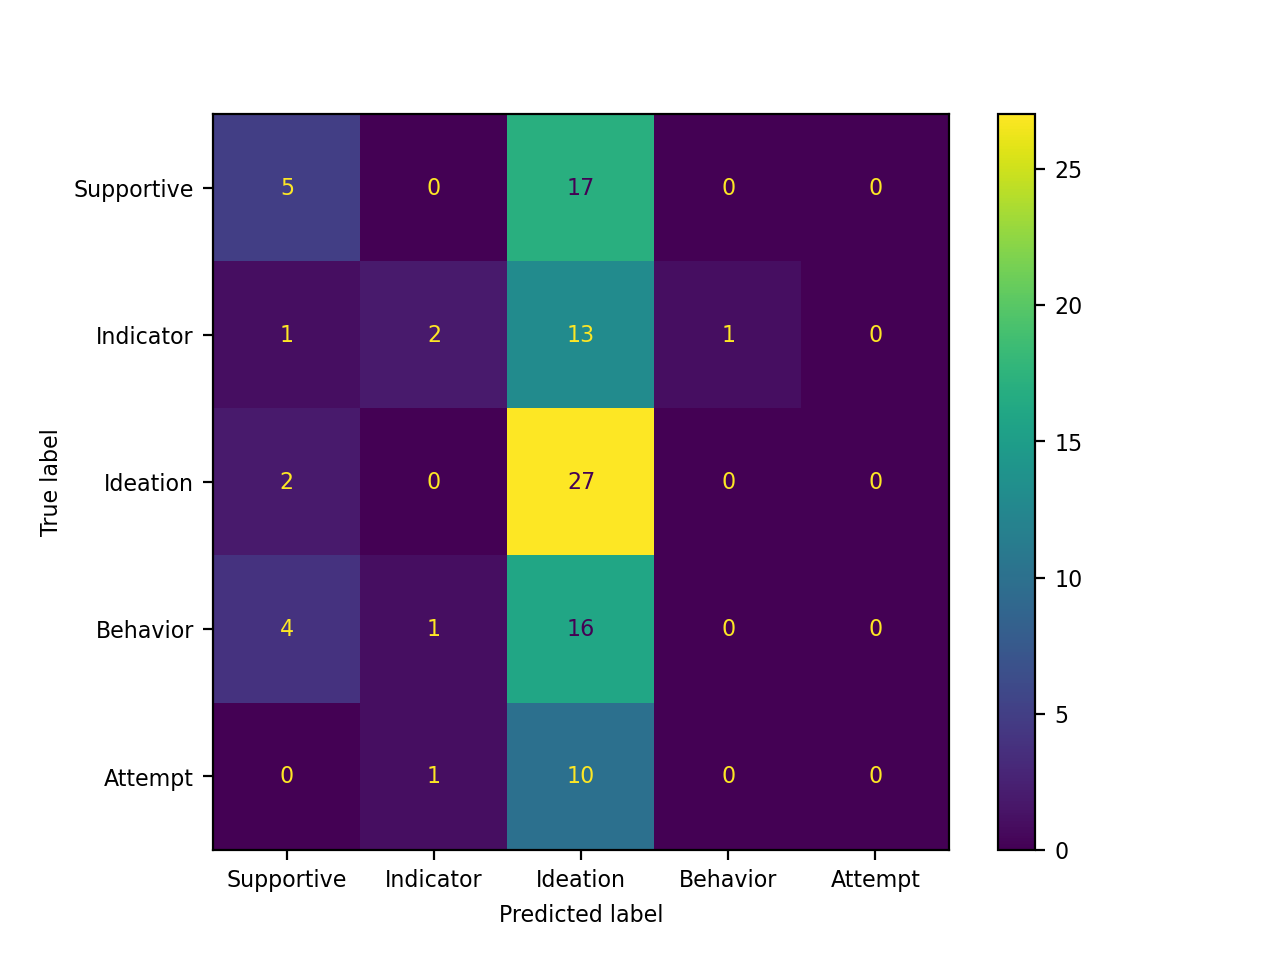 True label
Supportive 5 0 17 0 0
Indicator 1 2 13 1 0
Ideation 2 0 27 0 0
Behavior 4 1 16 0 0
Attempt 0 1 10 0 0
Supportive Indicator Ideation Behavior Attempt
Predicted label
25
20
15
10
5
0